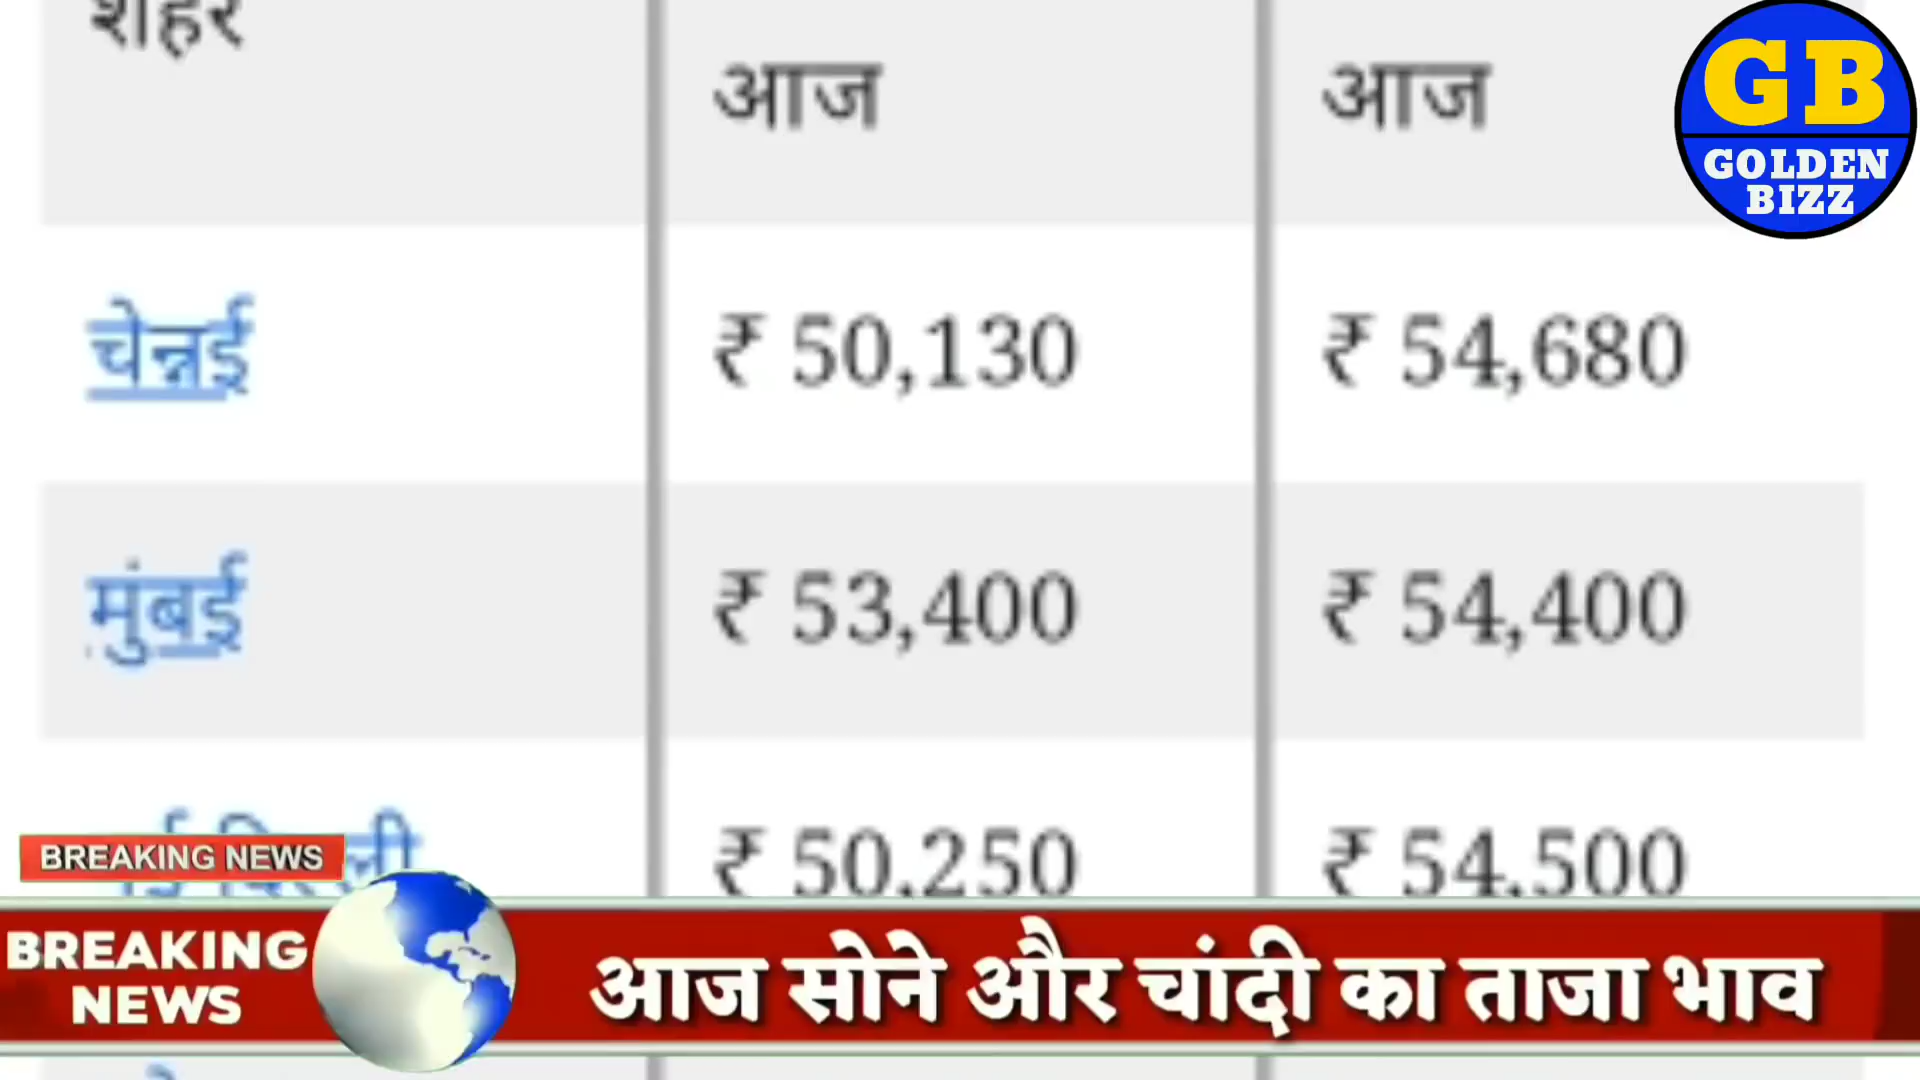 शहर
आज
आज
GB
GOLDEN
BIZZ
चेन्नई
₹ 50,130
₹ 54,680
मुंबई
₹ 53,400
₹ 54,400
₹ 50,250
₹ 54,500
BREAKING NEWS
BREAKING
NEWS
आज सोने और चांदी का ताजा भाव